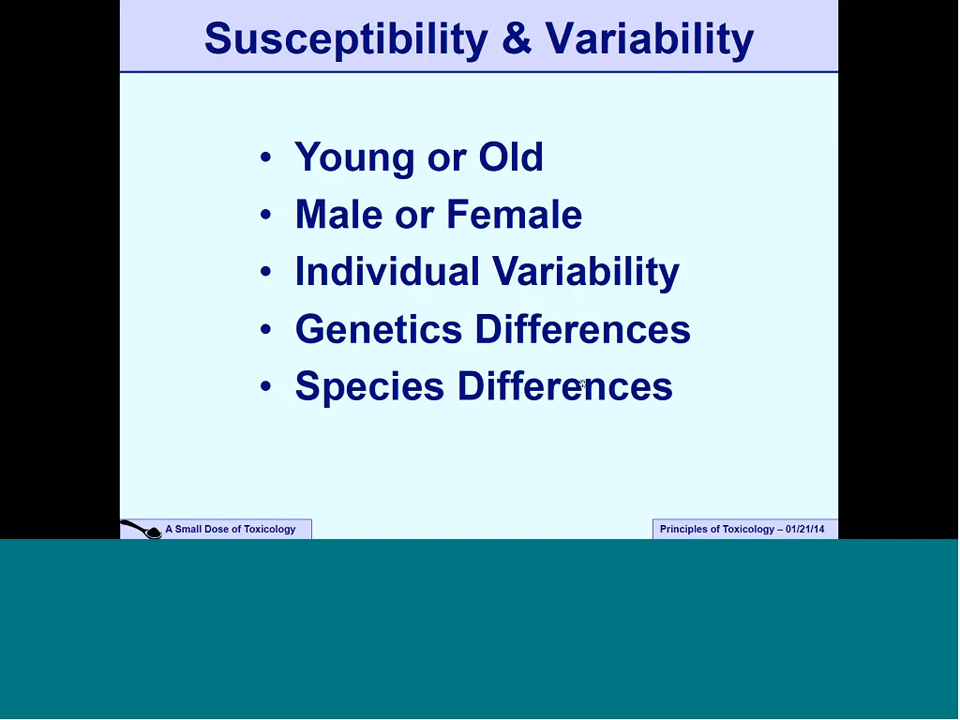 Susceptibility & Variability
• Young or Old
• Male or Female
• Individual Variability
• Genetics Differences
• Species Differences
A Small Dose of Toxicology
Principles of Toxicology – 01/21/14